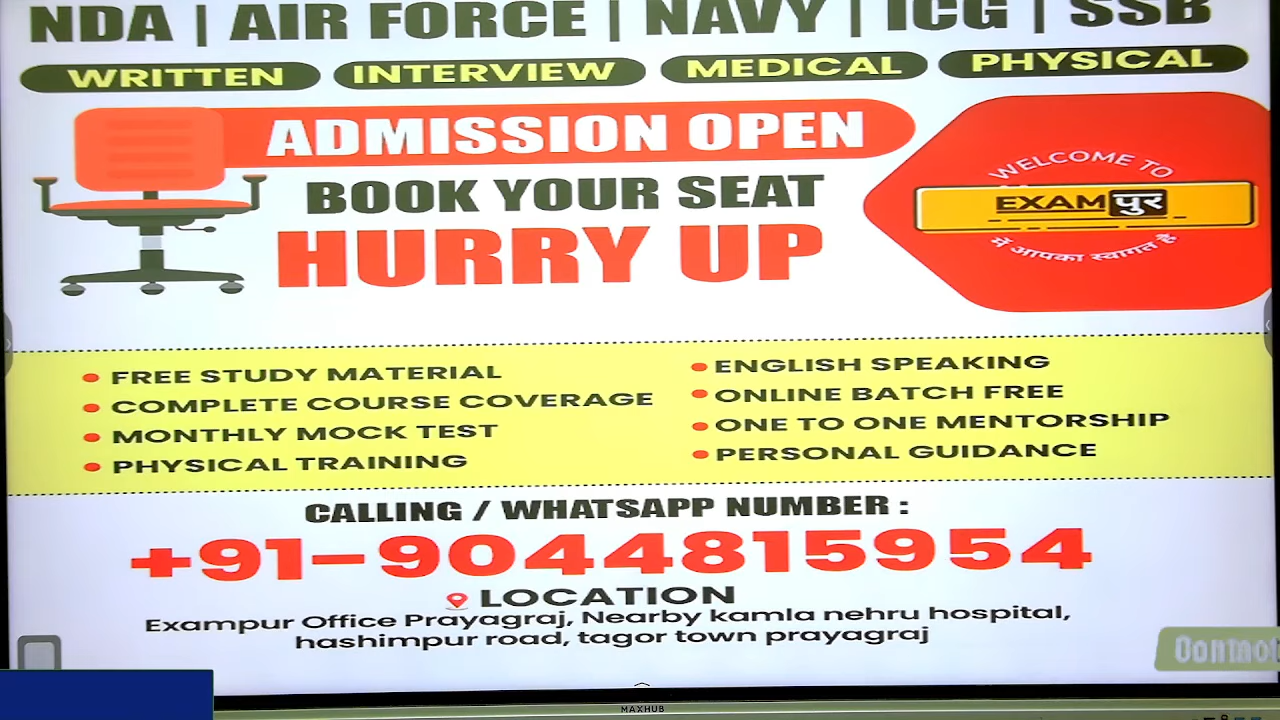 NDA | AIR FORCE | NAVY | ICG | SSB
WRITTEN INTERVIEW MEDICAL PHYSICAL
ADMISSION OPEN
BOOK YOUR SEAT
HURRY UP
WELCOME TO
EXAMपुर
में आपका स्वागत है
• FREE STUDY MATERIAL
• COMPLETE COURSE COVERAGE
• MONTHLY MOCK TEST
• PHYSICAL TRAINING
• ENGLISH SPEAKING
• ONLINE BATCH FREE
• ONE TO ONE MENTORSHIP
• PERSONAL GUIDANCE
CALLING / WHATSAPP NUMBER :
+91-9044815954
LOCATION
Exampur Office Prayagraj, Nearby kamla nehru hospital,
hashimpur road, tagor town prayagraj
Contact
MAXHUB